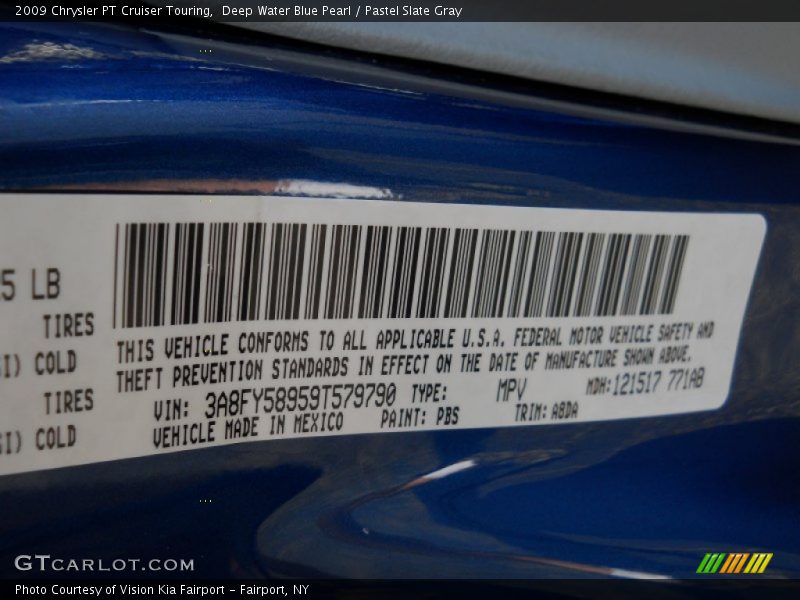 2009 Chrysler PT Cruiser Touring, Deep Water Blue Pearl / Pastel Slate Gray
5 LB
TIRES
SI) COLD
TIRES
SI) COLD
THIS VEHICLE CONFORMS TO ALL APPLICABLE U.S.A. FEDERAL MOTOR VEHICLE SAFETY AND
THEFT PREVENTION STANDARDS IN EFFECT ON THE DATE OF MANUFACTURE SHOWN ABOVE.
VIN: 3A8FY58959T579790 TYPE: MPV MDH: 121517 771AB
VEHICLE MADE IN MEXICO PAINT: PBS TRIM: A8DA
GTCARLOT.COM
Photo Courtesy of Vision Kia Fairport - Fairport, NY